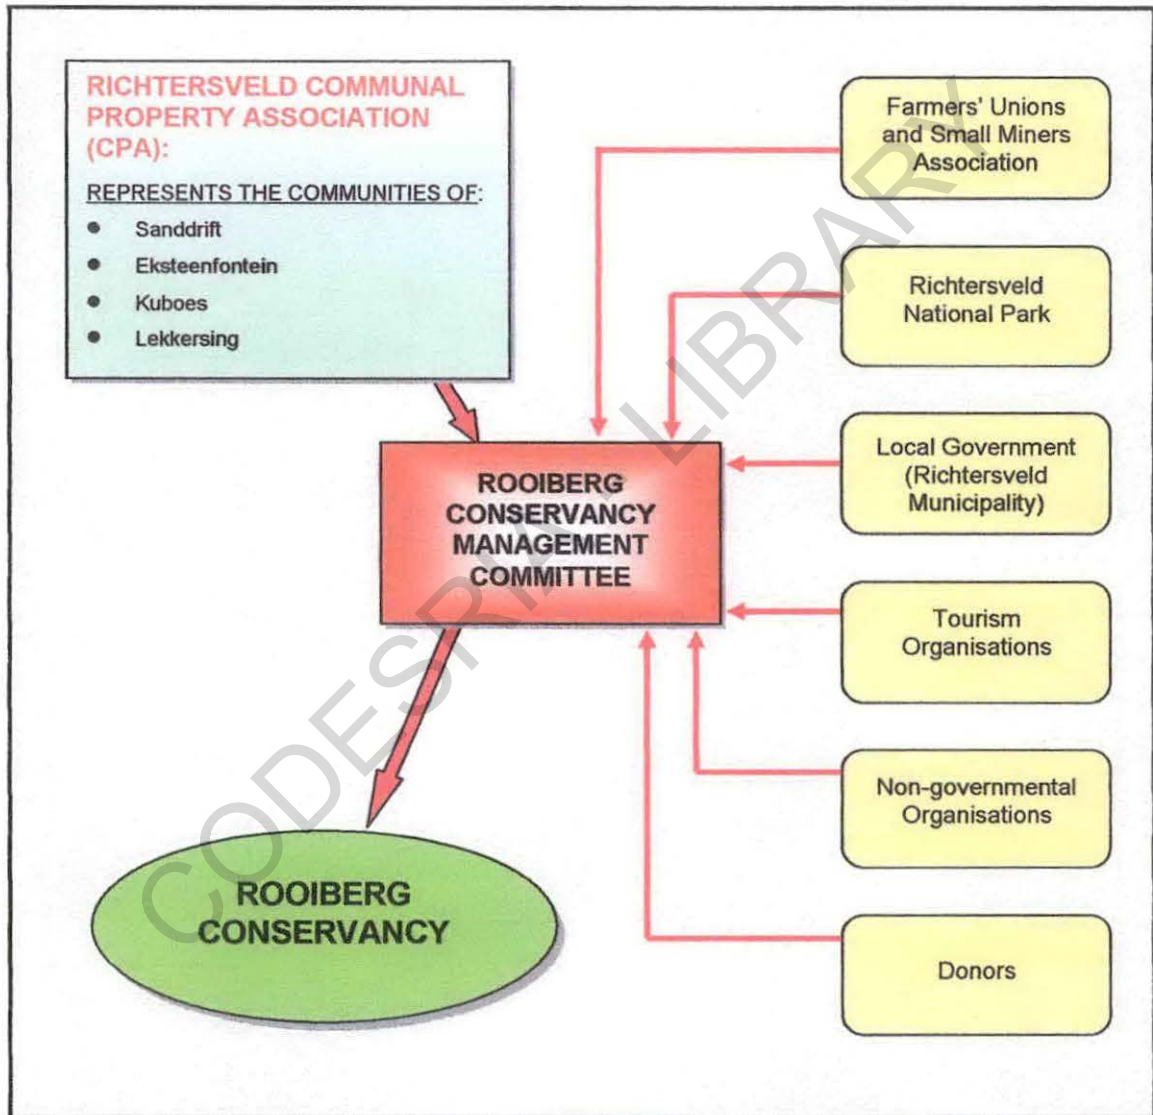 RICHTERSVELD COMMUNAL
PROPERTY ASSOCIATION
(CPA):
REPRESENTS THE COMMUNITIES OF:
● Sanddrift
● Eksteenfontein
● Kuboes
● Lekkersing
Farmers' Unions
and Small Miners
Association
Richtersveld
National Park
Local Government
(Richtersveld
Municipality)
Tourism
Organisations
Non-governmental
Organisations
Donors
ROOIBERG
CONSERVANCY
MANAGEMENT
COMMITTEE
ROOIBERG
CONSERVANCY
CODESRIA - LIBRARY